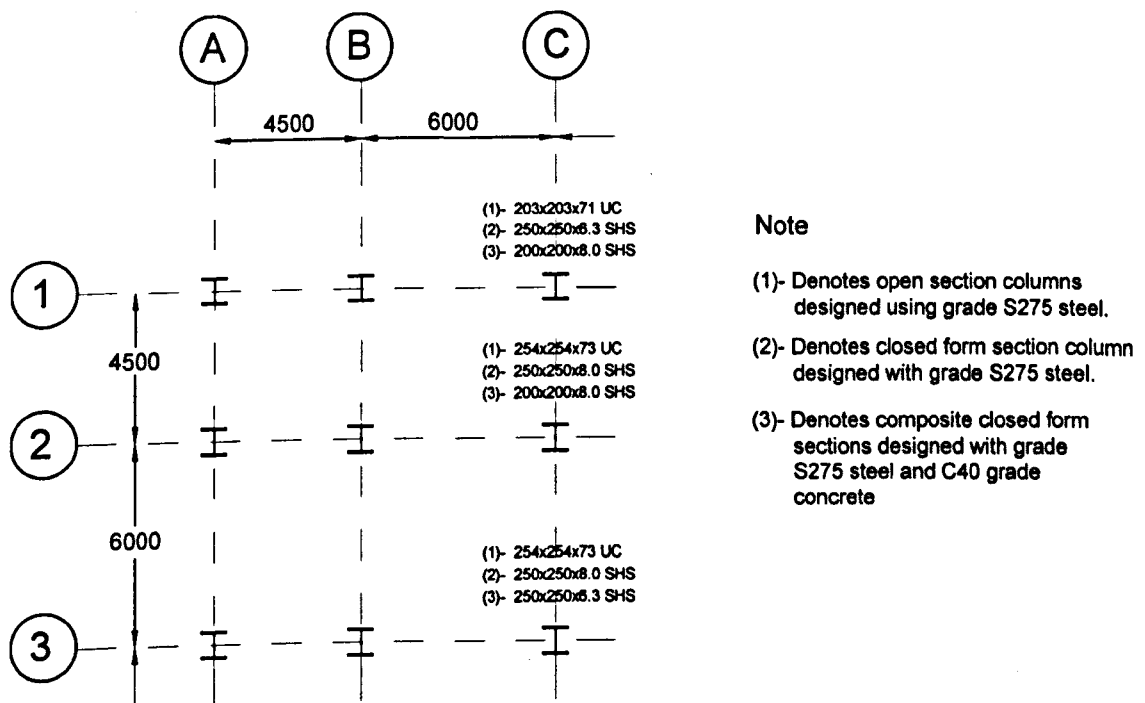 A
B
C
4500
6000
(1)- 203x203x71 UC
(2)- 250x250x6.3 SHS
(3)- 200x200x8.0 SHS
Note
1
(1)- Denotes open section columns
designed using grade S275 steel.
4500
(1)- 254x254x73 UC
(2)- 250x250x8.0 SHS
(3)- 200x200x8.0 SHS
(2)- Denotes closed form section column
designed with grade S275 steel.
2
(3)- Denotes composite closed form
sections designed with grade
S275 steel and C40 grade
concrete
6000
(1)- 254x254x73 UC
(2)- 250x250x8.0 SHS
(3)- 250x250x6.3 SHS
3